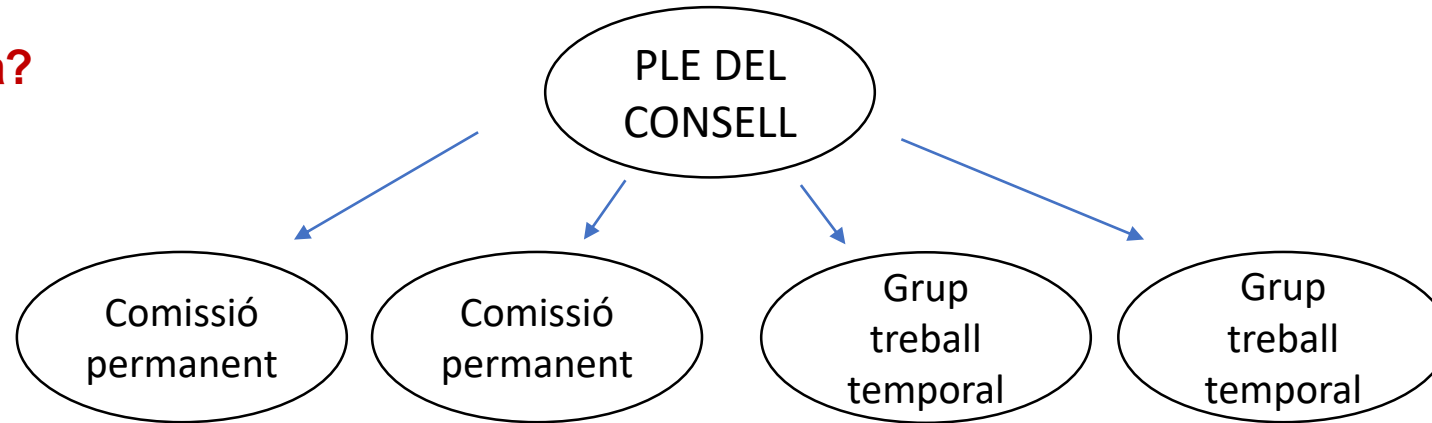 a?
PLE DEL
CONSELL
Comissió
permanent
Comissió
permanent
Grup
treball
temporal
Grup
treball
temporal